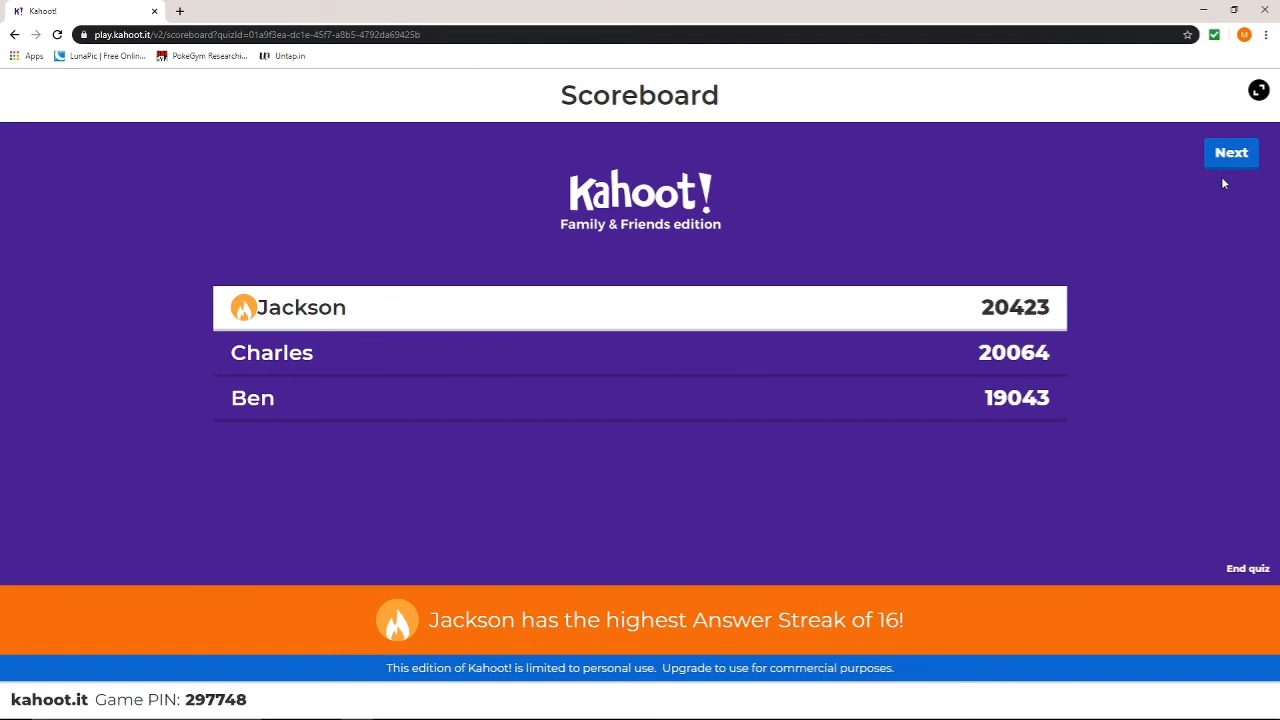 Kahoot!
play.kahoot.it/v2/scoreboard?quizId=01a9f3ea-dc1e-45f7-a8b5-4792da69425b
M
Apps
LunaPic | Free Onlin...
PokeGym Researchi...
Untap.in
Scoreboard
Next
Kahoot!
Family & Friends edition
Jackson 20423
Charles 20064
Ben 19043
End quiz
Jackson has the highest Answer Streak of 16!
This edition of Kahoot! is limited to personal use. Upgrade to use for commercial purposes.
kahoot.it Game PIN: 297748